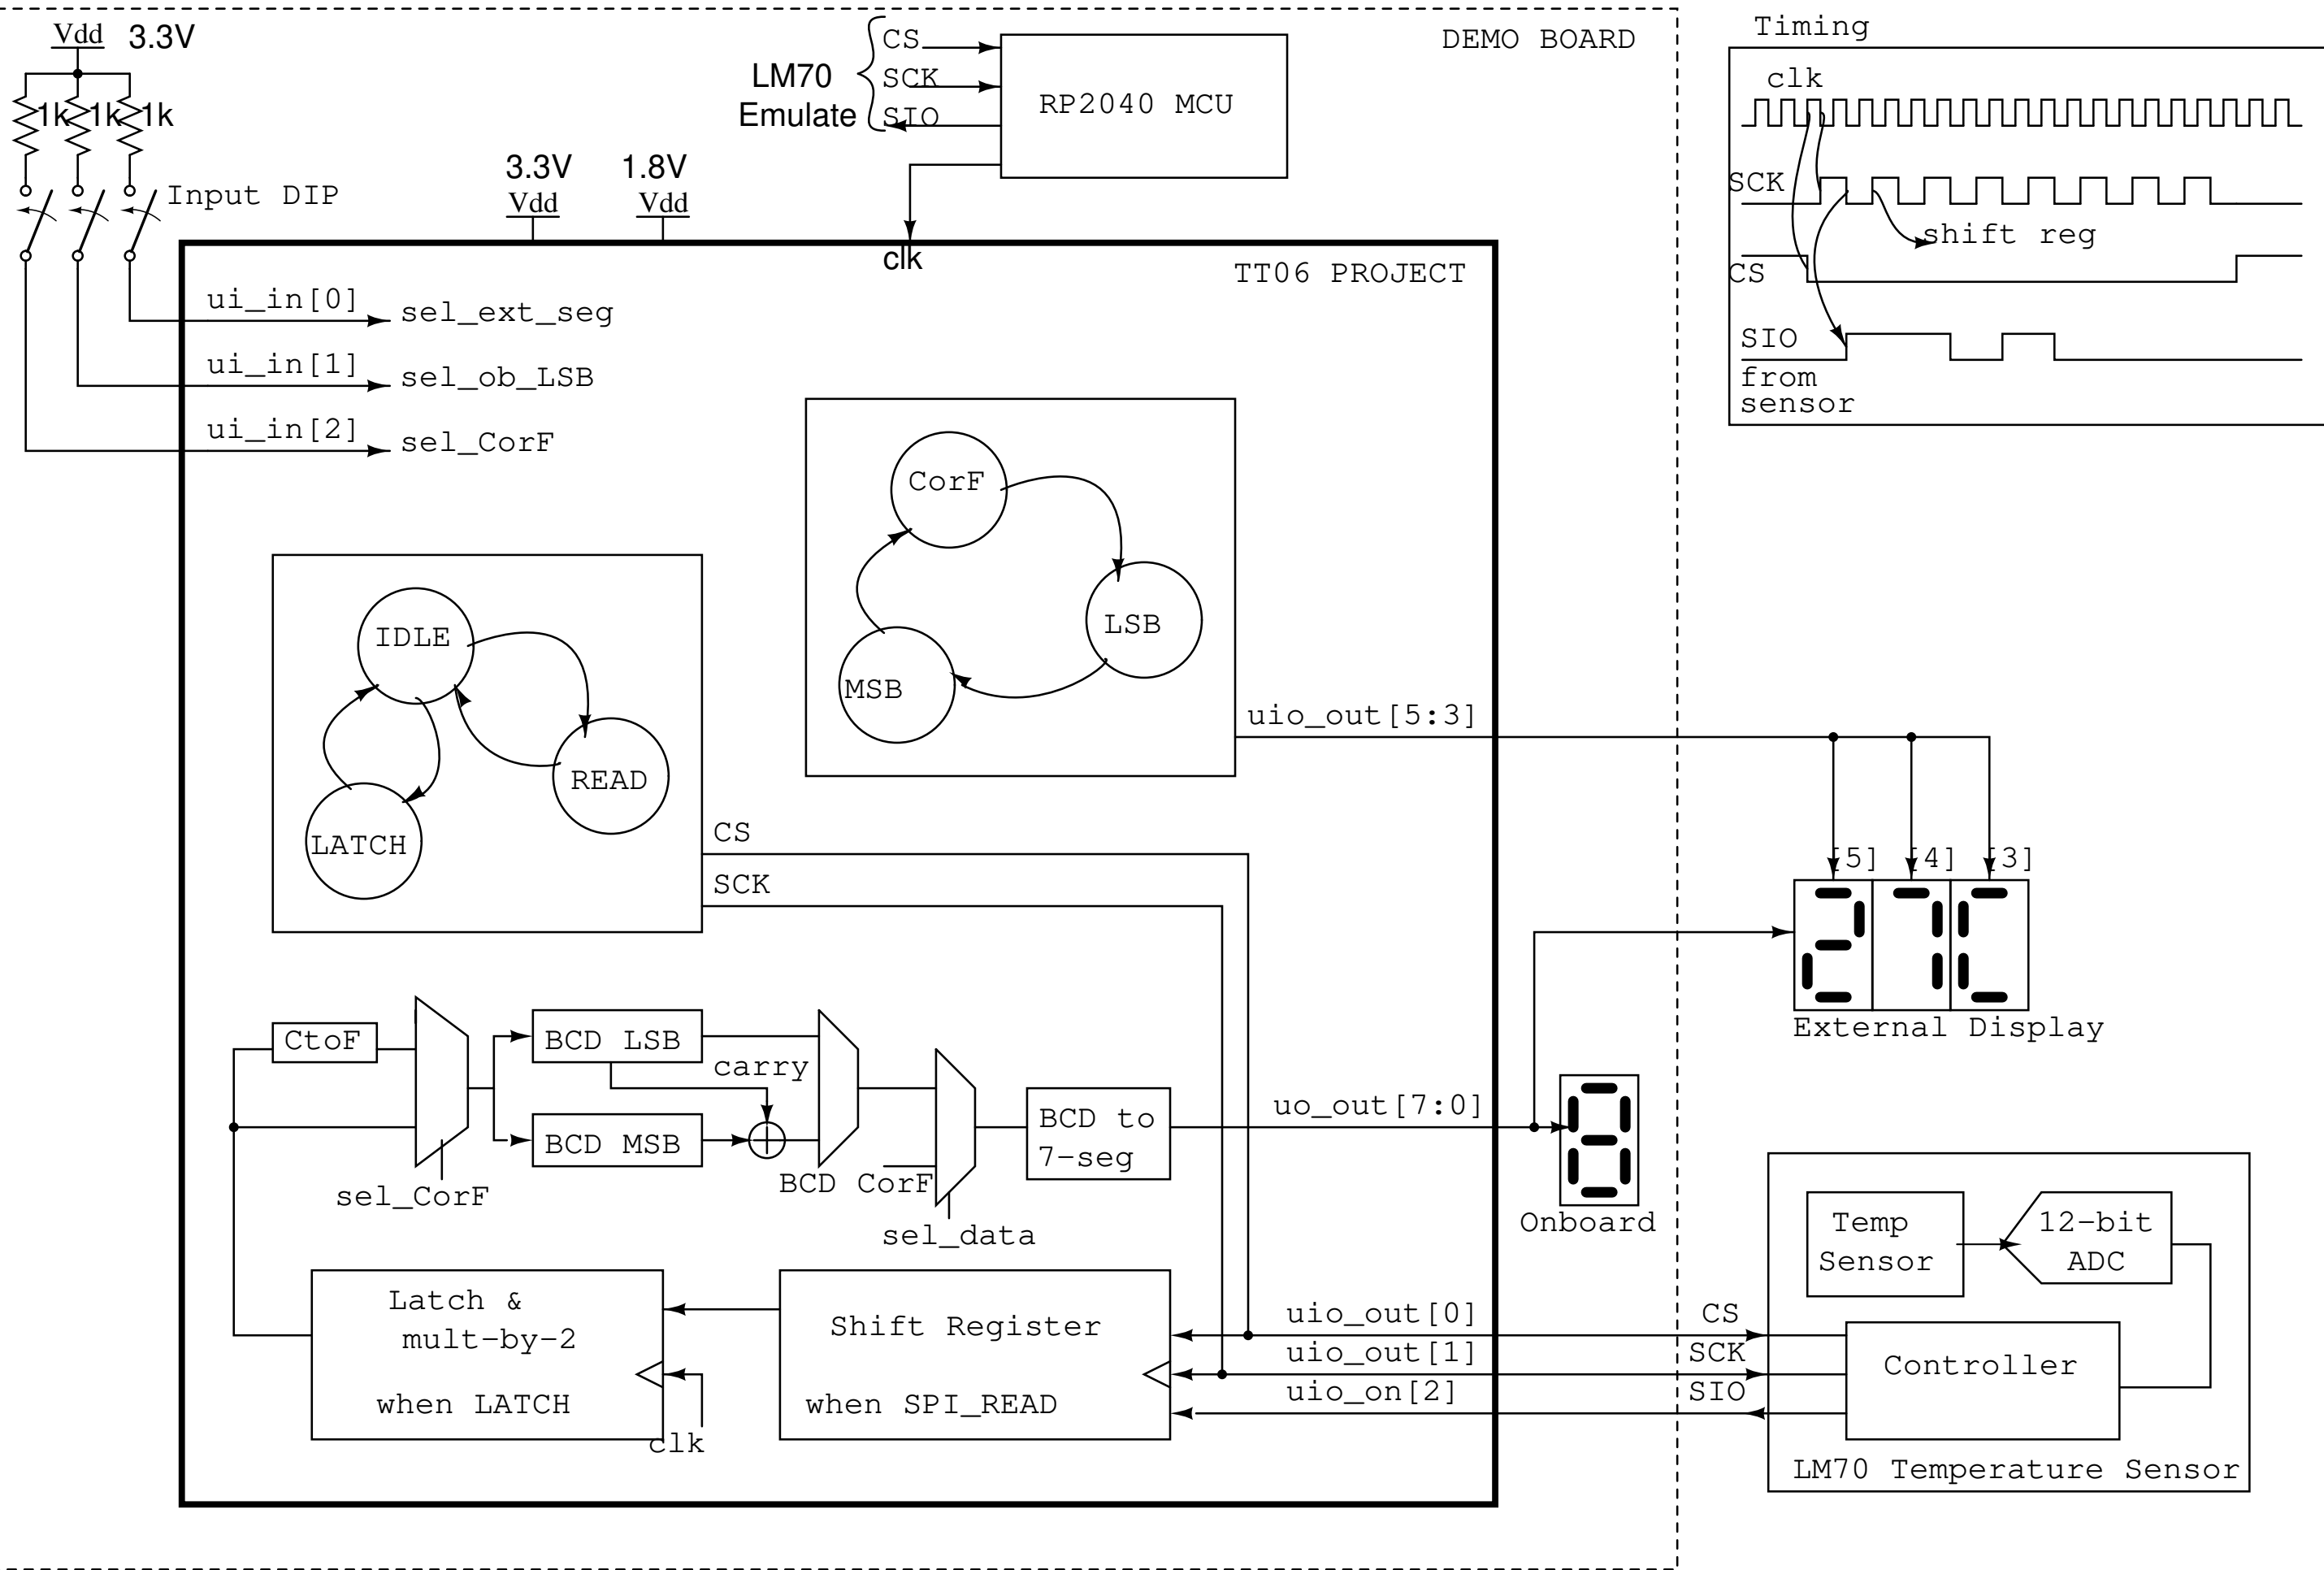 Vdd 3.3V
1k 1k 1k
Input DIP
LM70
Emulate
CS
SCK
SIO
RP2040 MCU
DEMO BOARD
3.3V
Vdd
1.8V
Vdd
clk
TT06 PROJECT
ui_in[0] sel_ext_seg
ui_in[1] sel_ob_LSB
ui_in[2] sel_CorF
Timing
clk
SCK
shift reg
CS
SIO
from
sensor
CorF
LSB
MSB
IDLE
READ
LATCH
CS
SCK
uio_out[5:3]
[5] [4] [3]
27C
External Display
CtoF
sel_CorF
BCD LSB
carry
BCD MSB
BCD CorF
sel_data
BCD to
7-seg
uo_out[7:0]
8
Onboard
Latch &
mult-by-2
when LATCH
clk
Shift Register
when SPI_READ
uio_out[0] CS
uio_out[1] SCK
uio_on[2] SIO
Temp
Sensor
12-bit
ADC
Controller
LM70 Temperature Sensor